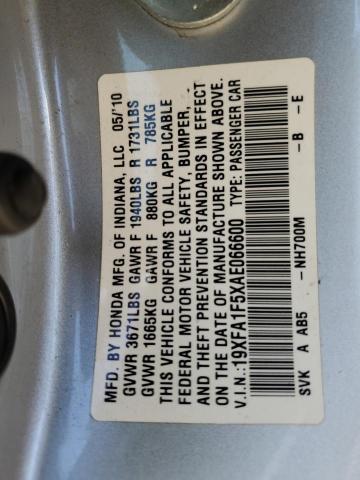 MFD. BY HONDA MFG. OF INDIANA, LLC 05/'10
GVWR 3671LBS GAWR F 1940LBS R 1731LBS
GVWR 1665KG GAWR F 880KG R 785KG
THIS VEHICLE CONFORMS TO ALL APPLICABLE
FEDERAL MOTOR VEHICLE SAFETY, BUMPER,
AND THEFT PREVENTION STANDARDS IN EFFECT
ON THE DATE OF MANUFACTURE SHOWN ABOVE.
V.I.N.:19XFA1F5XAE066600 TYPE: PASSENGER CAR
SVK A AB5 -NH700M -B -E